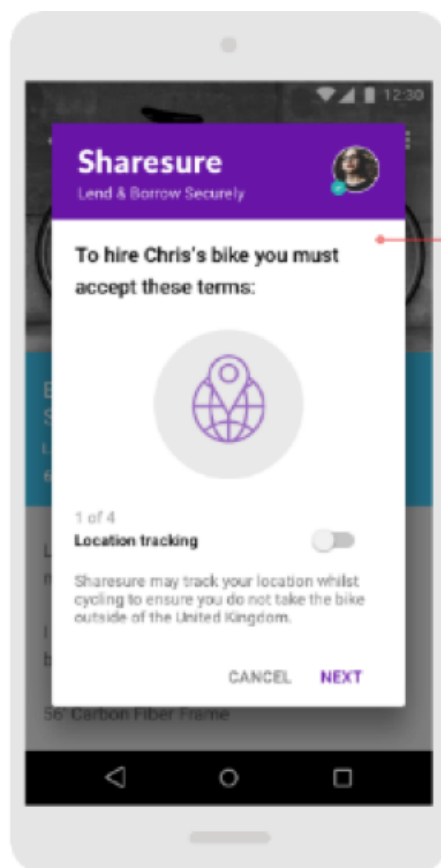 12:30
Sharesure
Lend & Borrow Securely
To hire Chris's bike you must
accept these terms:
1 of 4
Location tracking
Sharesure may track your location whilst
cycling to ensure you do not take the bike
outside of the United Kingdom.
CANCEL NEXT
56' Carbon Fiber Frame